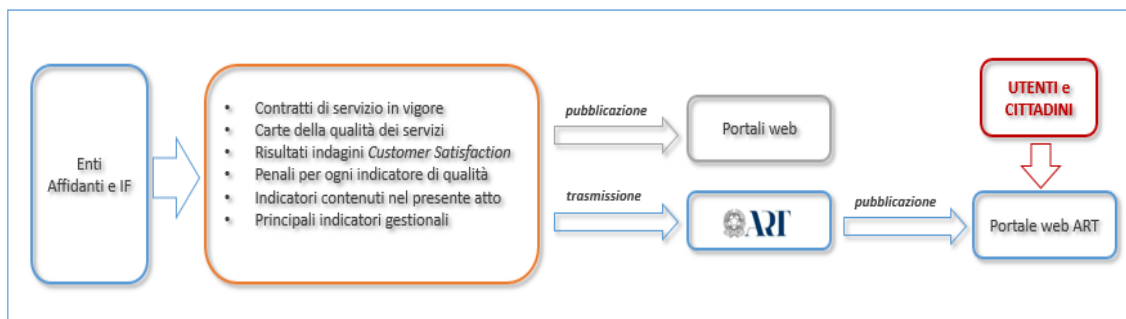 Enti
Affidanti e IF
• Contratti di servizio in vigore
• Carte della qualità dei servizi
• Risultati indagini Customer Satisfaction
• Penali per ogni indicatore di qualità
• Indicatori contenuti nel presente atto
• Principali indicatori gestionali
pubblicazione
Portali web
trasmissione
ART
pubblicazione
UTENTI e
CITTADINI
Portale web ART